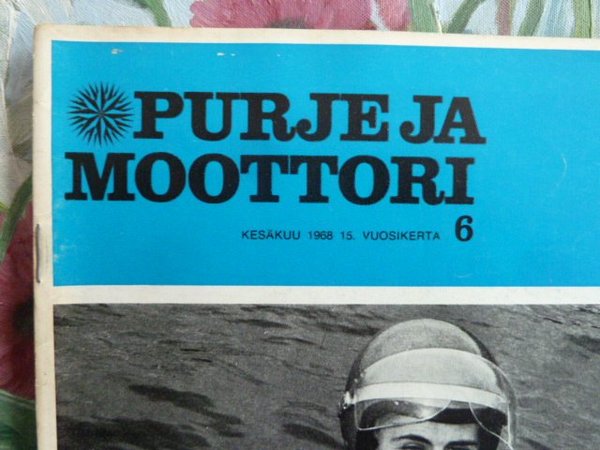 PURJE JA
MOOTTORI
KESÄKUU 1968 15. VUOSIKERTA 6